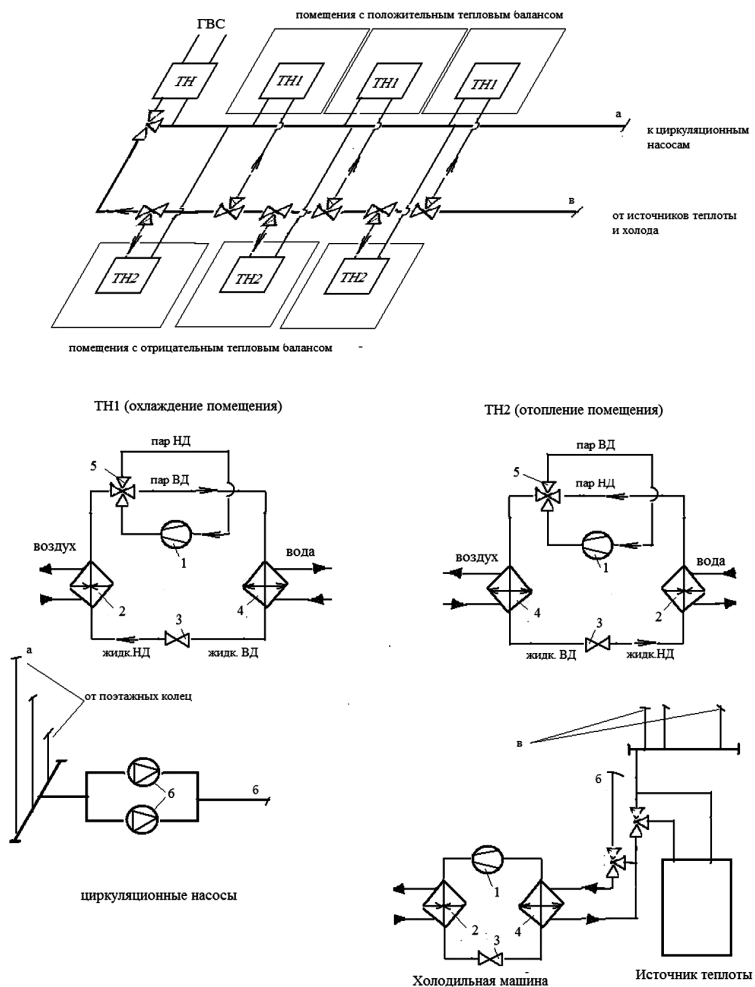 помещения с положительным тепловым балансом
ГВС
ТН
ТН1
ТН1
ТН1
а
к циркуляционным
насосам
в
от источников теплоты
и холода
ТН2
ТН2
ТН2
помещения с отрицательным тепловым балансом
ТН1 (охлаждение помещения)
пар НД
5
пар ВД
1
воздух
вода
2
3
4
жидк.НД
жидк. ВД
ТН2 (отопление помещения)
пар ВД
5
пар НД
1
воздух
вода
4
3
2
жидк. ВД
жидк.НД
а
от поэтажных колец
6
б
циркуляционные насосы
в
б
1
2
3
4
Холодильная машина
Источник теплоты